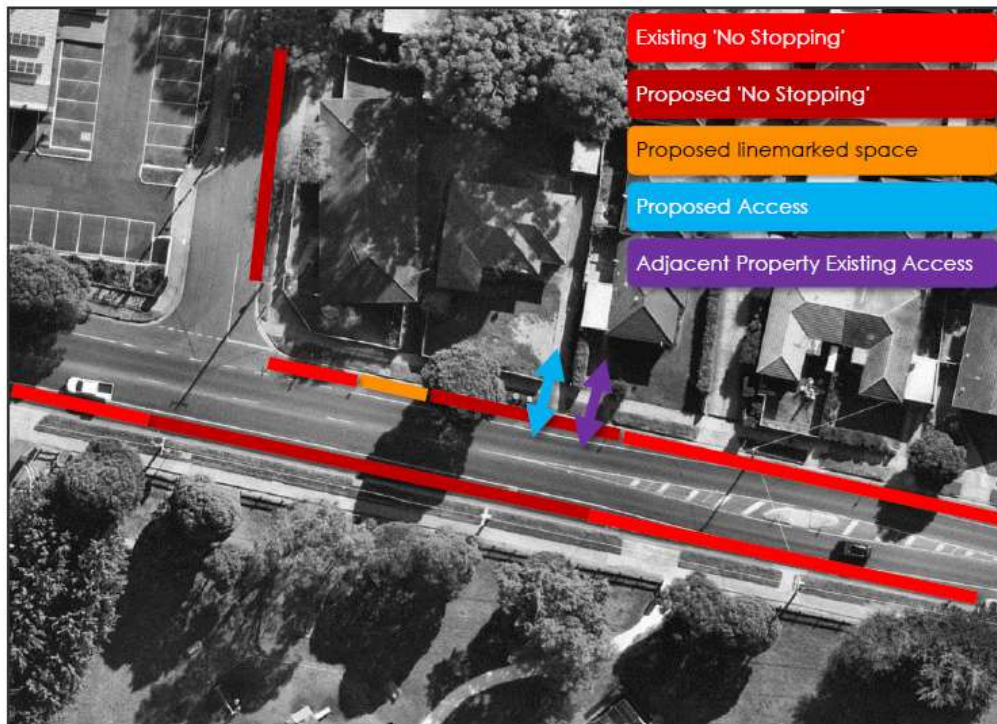 Existing 'No Stopping'
Proposed 'No Stopping'
Proposed linemarked space
Proposed Access
Adjacent Property Existing Access